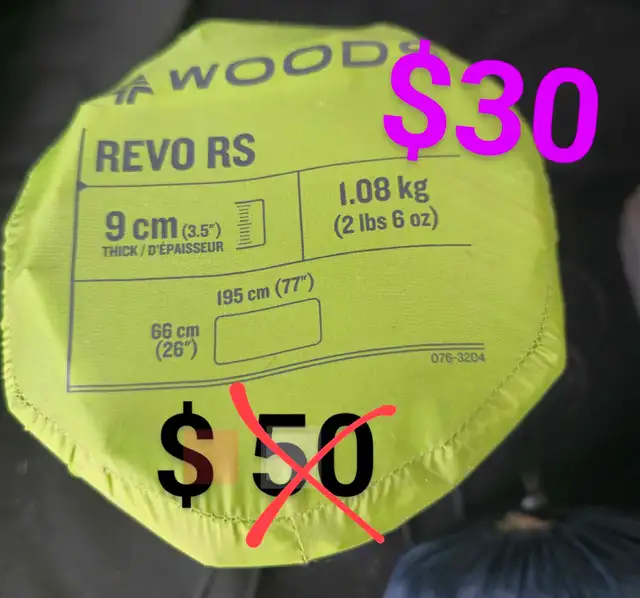 WOODS
$30
REVO RS
9 cm (3.5")
THICK / D'ÉPAISSEUR
1.08 kg
(2 lbs 6 oz)
195 cm (77")
66 cm
(26")
076-3204
$ 50